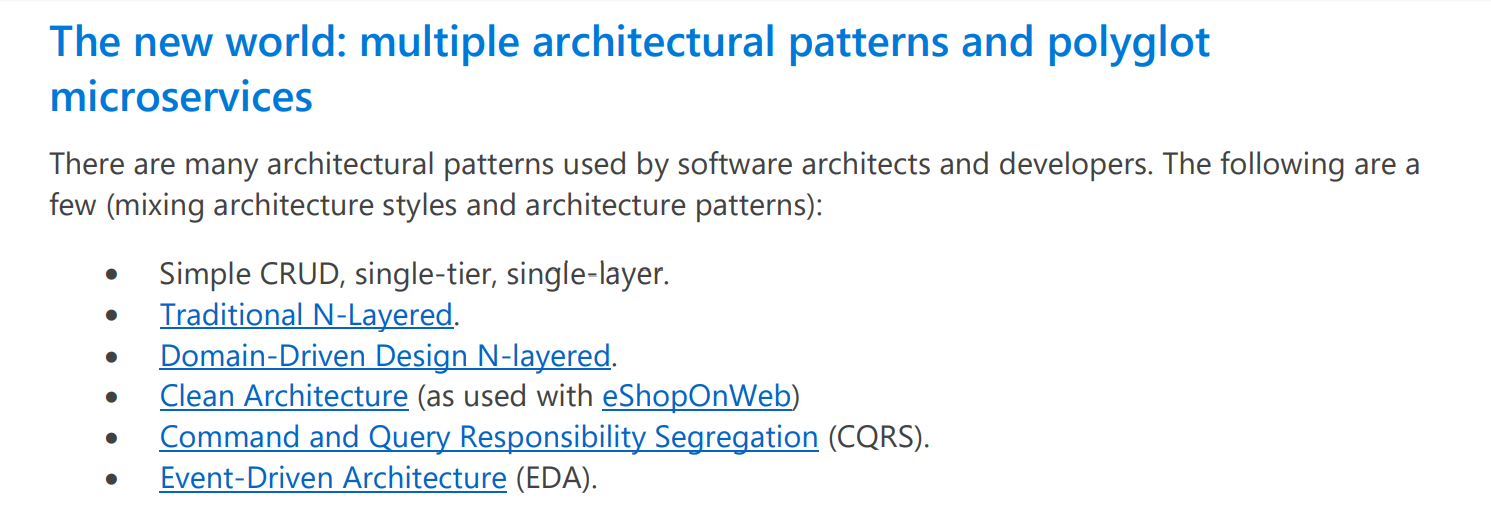 The new world: multiple architectural patterns and polyglot
microservices
There are many architectural patterns used by software architects and developers. The following are a
few (mixing architecture styles and architecture patterns):
• Simple CRUD, single-tier, single-layer.
• Traditional N-Layered.
• Domain-Driven Design N-layered.
• Clean Architecture (as used with eShopOnWeb)
• Command and Query Responsibility Segregation (CQRS).
• Event-Driven Architecture (EDA).